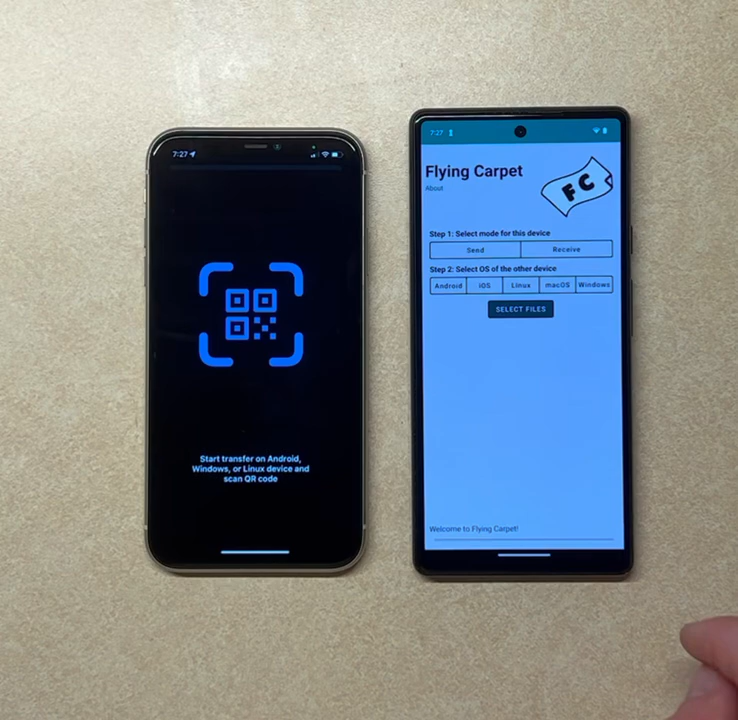 7:27
Start transfer on Android,
Windows, or Linux device and
scan QR code
7:27
Flying Carpet
About
FC
Step 1: Select mode for this device
Send Receive
Step 2: Select OS of the other device
Android iOS Linux macOS Windows
SELECT FILES
Welcome to Flying Carpet!